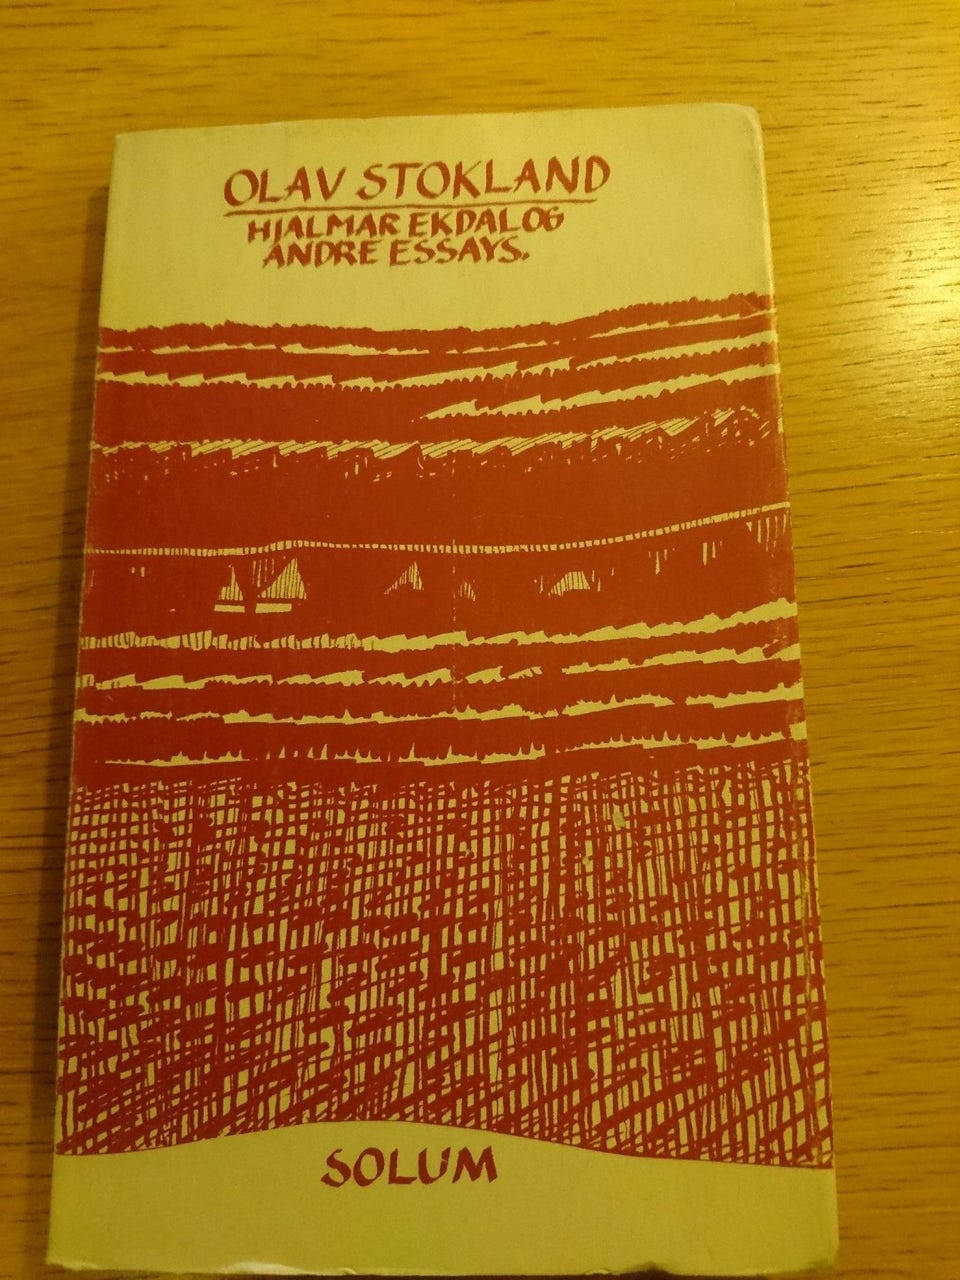 OLAV STOKLAND
HJALMAR EKDAL OG
ANDRE ESSAYS.
SOLUM